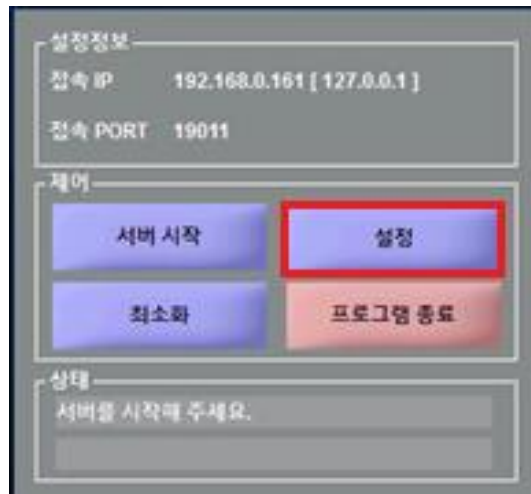 설정정보
접속 IP 192.168.0.161 [ 127.0.0.1 ]
접속 PORT 19011
제어
서버 시작 설정
최소화 프로그램 종료
상태
서버를 시작해 주세요.